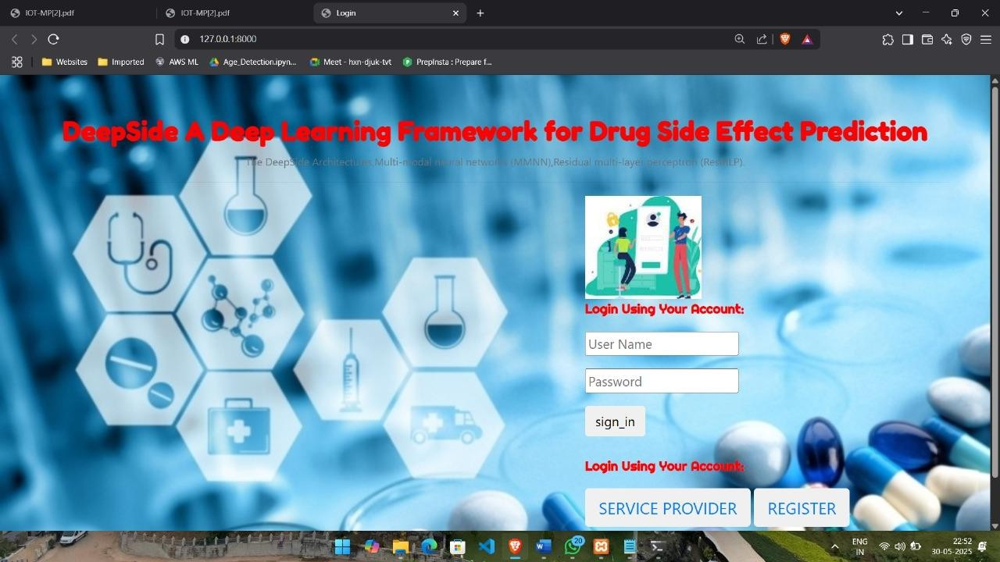 IOT-MP[2].pdf
IOT-MP[2].pdf
Login
127.0.0.1:8000
Websites
Imported
AWS ML
Age_Detection.ipyn...
Meet - hxn-djuk-tvt
PrepInsta : Prepare f...
DeepSide A Deep Learning Framework for Drug Side Effect Prediction
The DeepSide Architectures,Multi-modal neural networks (MMNN),Residual multi-layer perceptron (ResMLP).
Login Using Your Account:
User Name
Password
sign_in
Login Using Your Account:
SERVICE PROVIDER
REGISTER
20
ENG
IN
22:52
30-05-2025